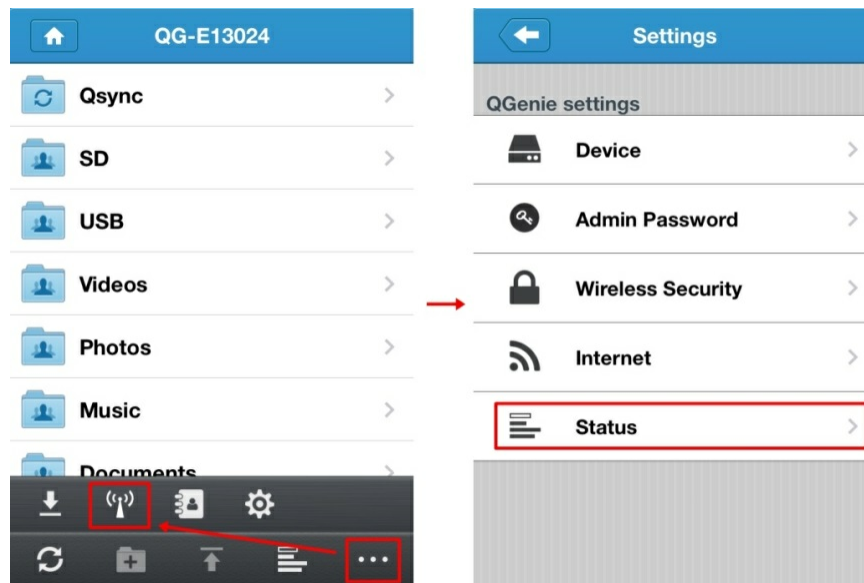 QG-E13024
Qsync
SD
USB
Videos
Photos
Music
Documents
Settings
QGenie settings
Device
Admin Password
Wireless Security
Internet
Status